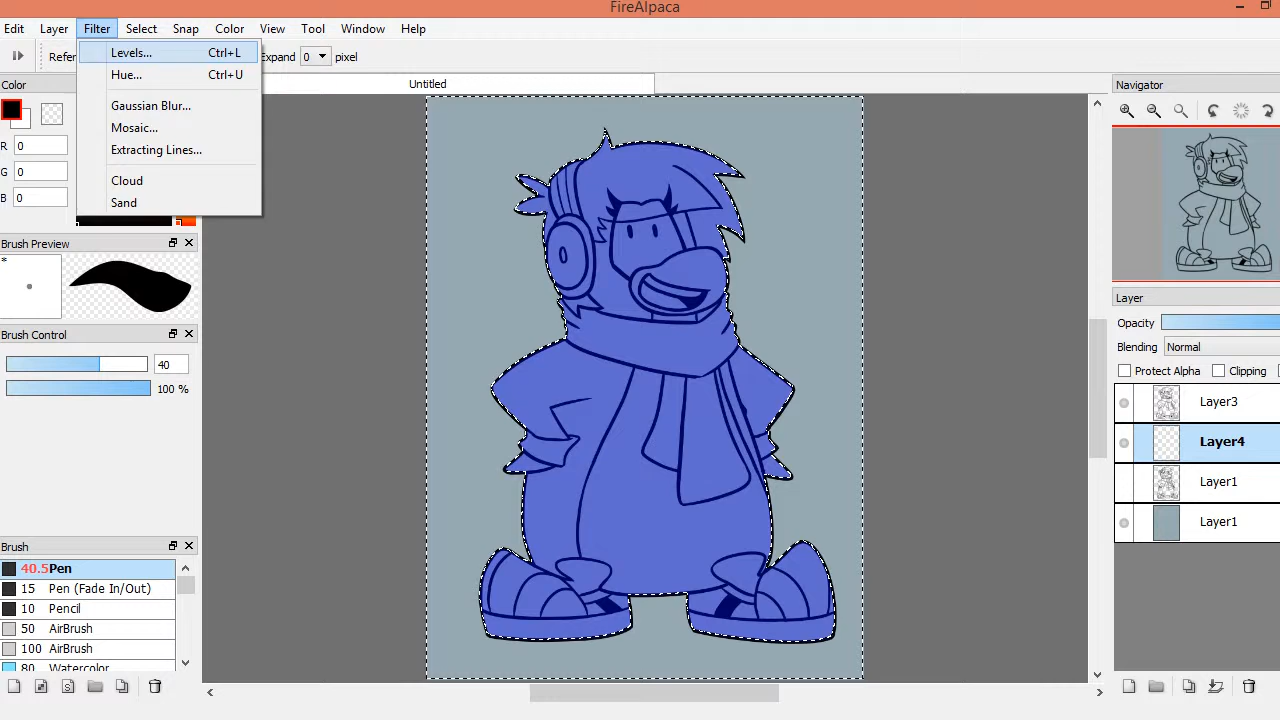 FireAlpaca
Edit Layer Filter Select Snap Color View Tool Window Help
Refer
Expand 0 pixel
Levels... Ctrl+L
Hue... Ctrl+U
Gaussian Blur...
Mosaic...
Extracting Lines...
Cloud
Sand
Color
R 0
G 0
B 0
Untitled
Brush Preview
*
Brush Control
40
100 %
Brush
40.5 Pen
15 Pen (Fade In/Out)
10 Pencil
50 AirBrush
100 AirBrush
80 Watercolor
Navigator
Layer
Opacity
Blending Normal
Protect Alpha Clipping
Layer3
Layer4
Layer1
Layer1